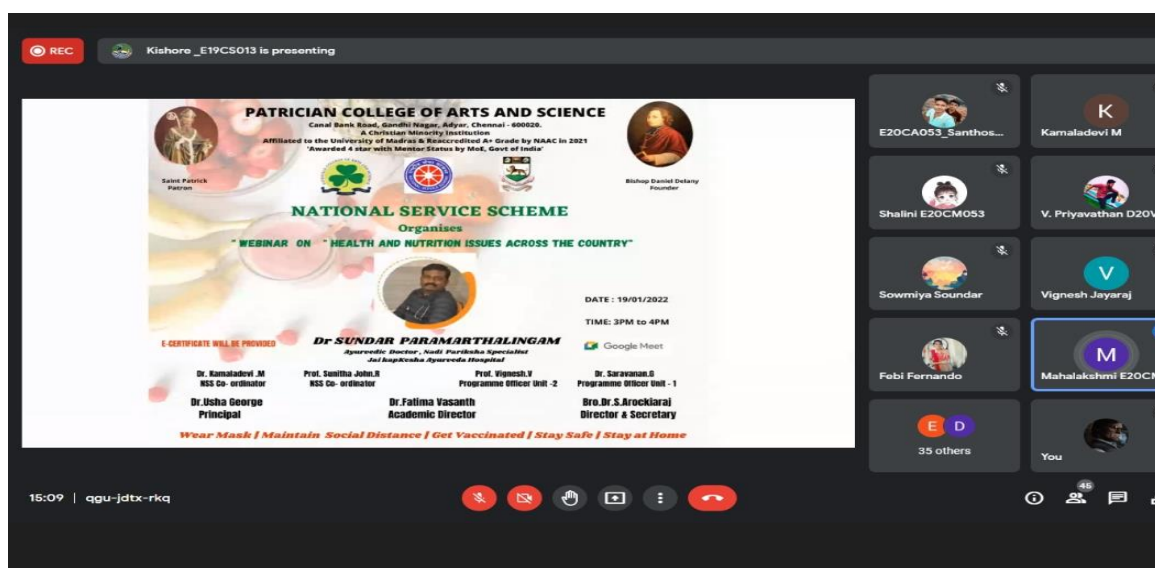 REC
Kishore _E19CS013 is presenting
PATRICIAN COLLEGE OF ARTS AND SCIENCE
Canal Bank Road, Gandhi Nagar, Adyar, Chennai - 600020.
A Christian Minority Institution
Affiliated to the University of Madras & Reaccredited A+ Grade by NAAC in 2021
'Awarded 4 star with Mentor Status by MoE, Govt of India'
Saint Patrick
Patron
Bishop Daniel Delany
Founder
NATIONAL SERVICE SCHEME
Organises
" WEBINAR ON " HEALTH AND NUTRITION ISSUES ACROSS THE COUNTRY"
DATE : 19/01/2022
TIME: 3PM to 4PM
Google Meet
E-CERTIFICATE WILL BE PROVIDED
Dr SUNDAR PARAMARTHALINGAM
Ayurvedic Doctor, Nadi Pariksha Specialist
Jai kapKesha Ayurveda Hospital
Dr. Kamaladevi .M
NSS Co- ordinator
Prof. Sunitha John.R
NSS Co- ordinator
Prof. Vignesh.V
Programme Officer Unit -2
Dr. Saravanan.G
Programme Officer Unit - 1
Dr.Usha George
Principal
Dr.Fatima Vasanth
Academic Director
Bro.Dr.S.Arockiaraj
Director & Secretary
Wear Mask | Maintain Social Distance | Get Vaccinated | Stay Safe | Stay at Home
E20CA053_Santhos...
K
Kamaladevi M
Shalini E20CM053
V. Priyavathan D20V
Sowmiya Soundar
V
Vignesh Jayaraj
Febi Fernando
M
Mahalakshmi E20CM
E D
35 others
You
15:09 | qgu-jdtx-rkq
45